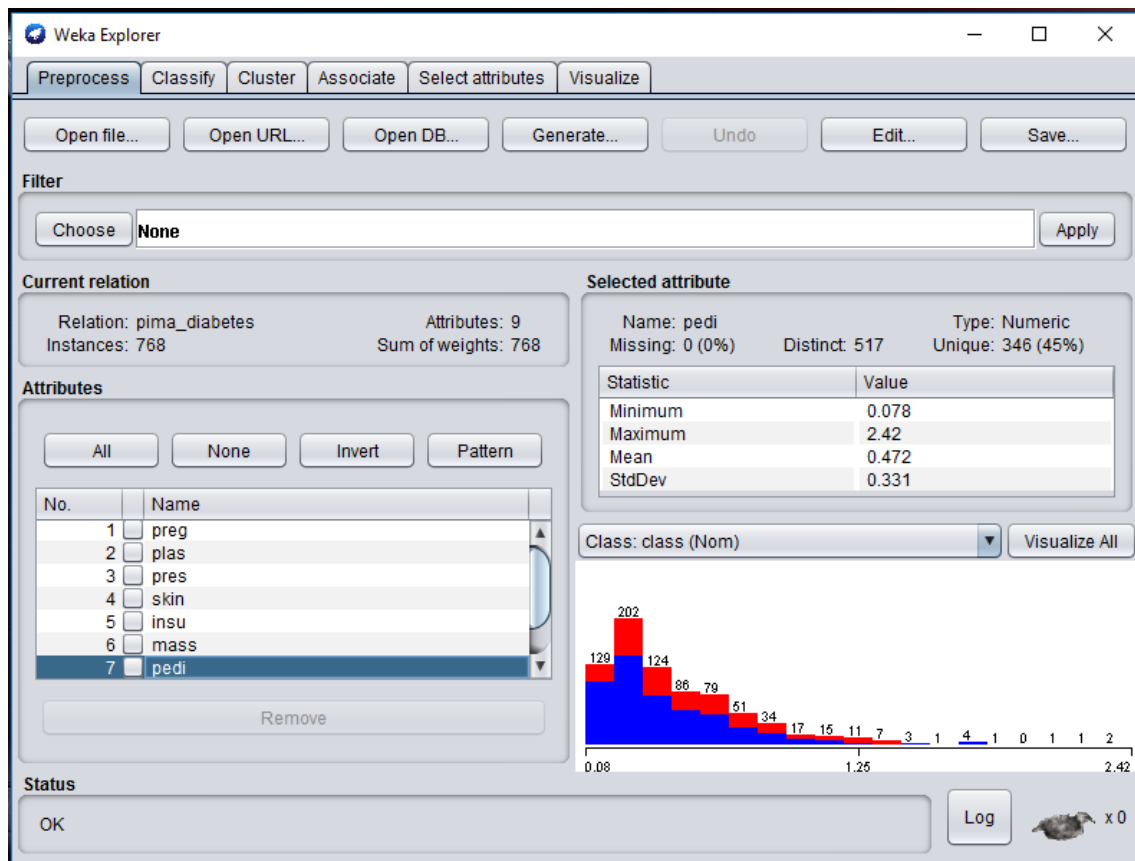 Weka Explorer
Preprocess Classify Cluster Associate Select attributes Visualize
Open file... Open URL... Open DB... Generate... Undo Edit... Save...
Filter
Choose None Apply
Current relation
Relation: pima_diabetes Attributes: 9
Instances: 768 Sum of weights: 768
Attributes
All None Invert Pattern
No. Name
1 preg
2 plas
3 pres
4 skin
5 insu
6 mass
7 pedi
Remove
Selected attribute
Name: pedi Type: Numeric
Missing: 0 (0%) Distinct: 517 Unique: 346 (45%)
Statistic Value
Minimum 0.078
Maximum 2.42
Mean 0.472
StdDev 0.331
Class: class (Nom) Visualize All
129 202 124 86 79 51 34 17 15 11 7 3 1 4 1 0 1 1 2
0.08 1.25 2.42
Status
OK Log x 0